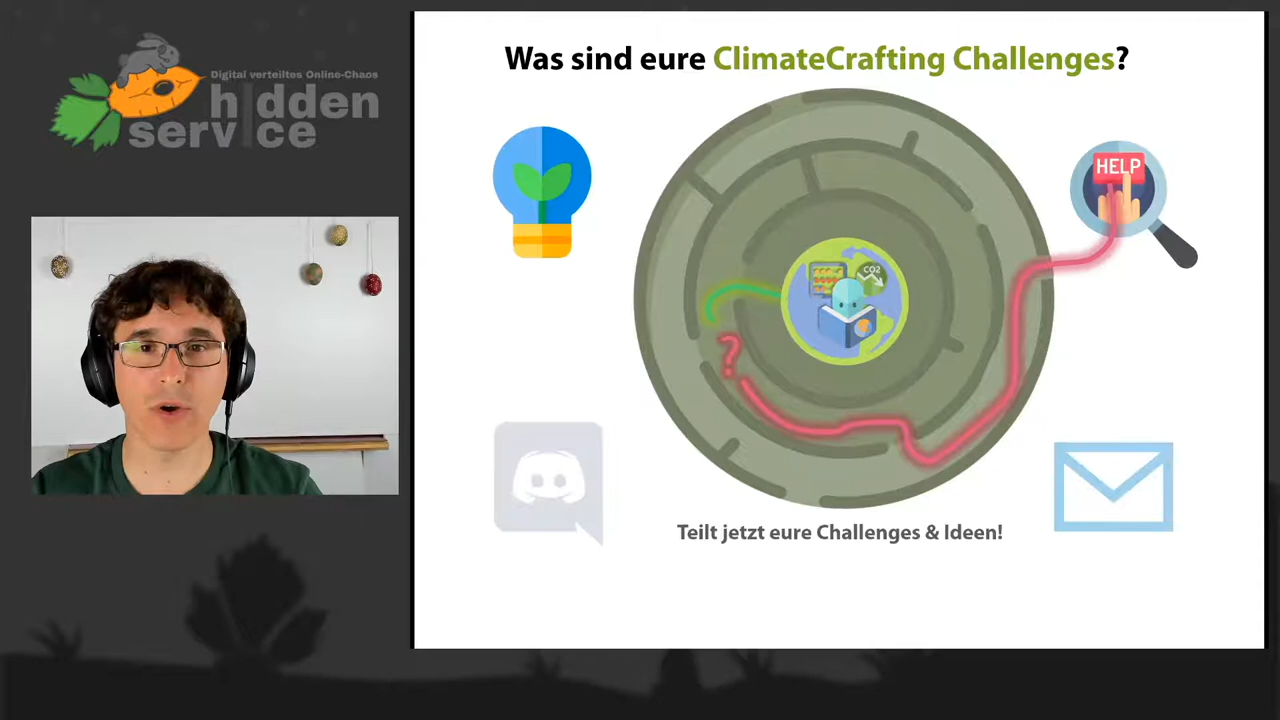 Digital verteiltes Online-Chaos
hidden
service
Was sind eure ClimateCrafting Challenges?
HELP
CO2
?
Teilt jetzt eure Challenges & Ideen!